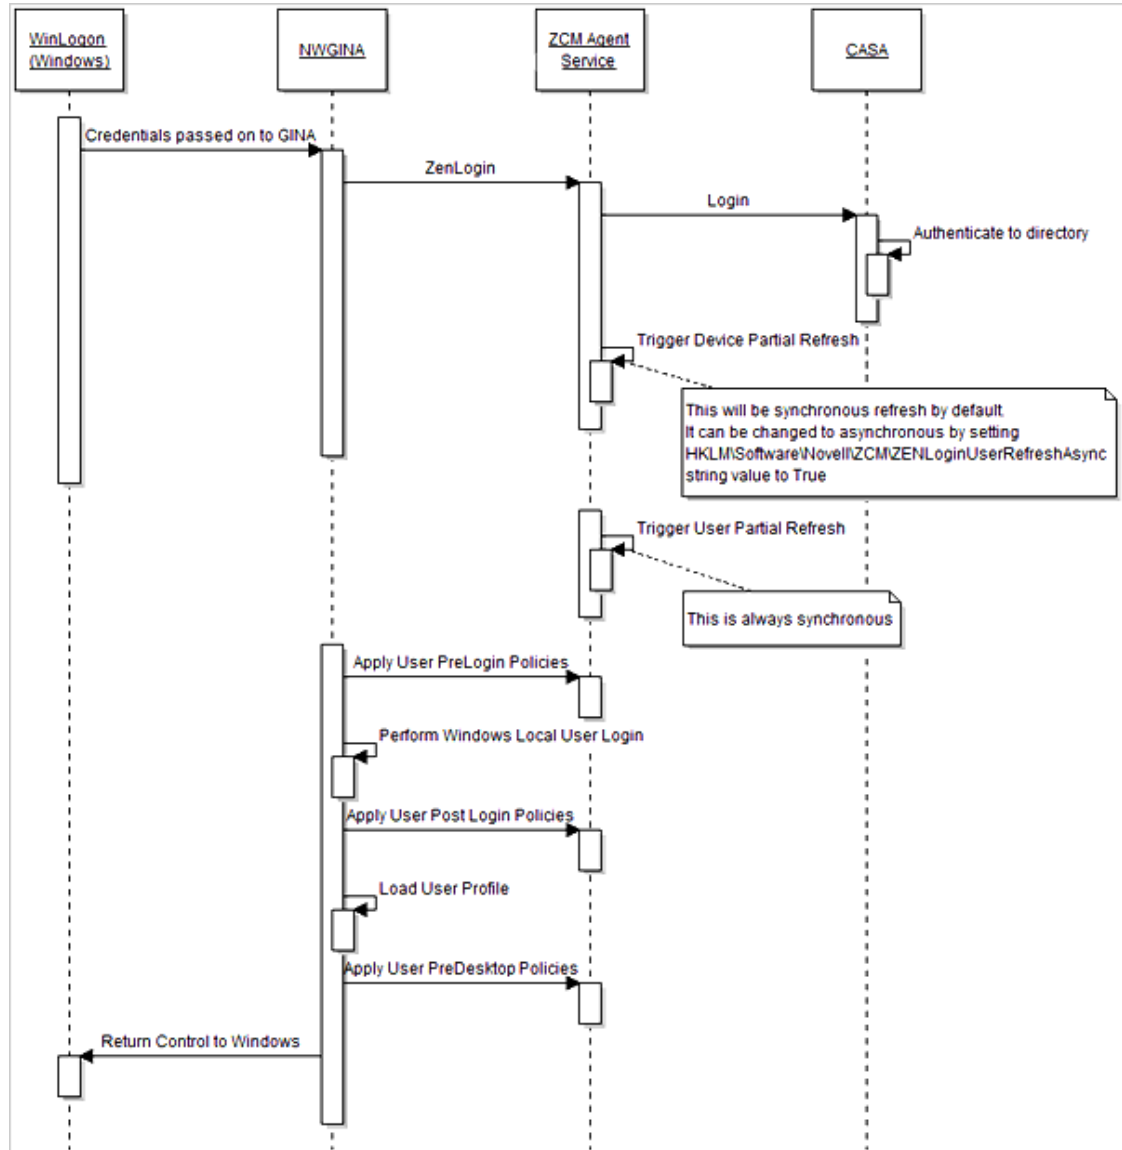 WinLogon
(Windows)
NWGINA
ZCM Agent
Service
CASA
Credentials passed on to GINA
ZenLogin
Login
Authenticate to directory
Trigger Device Partial Refresh
This will be synchronous refresh by default.
It can be changed to asynchronous by setting
HKLM\Software\Novell\ZCM\ZENLoginUserRefreshAsync
string value to True
Trigger User Partial Refresh
This is always synchronous
Apply User PreLogin Policies
Perform Windows Local User Login
Apply User Post Login Policies
Load User Profile
Apply User PreDesktop Policies
Return Control to Windows